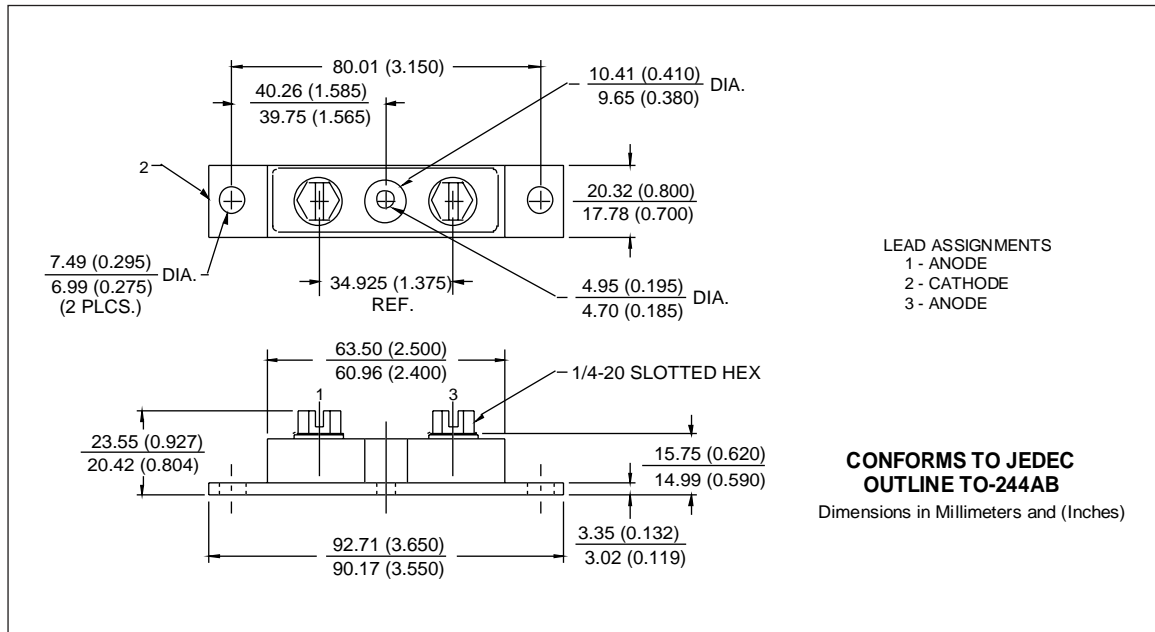 80.01 (3.150)
40.26 (1.585)
39.75 (1.565)
10.41 (0.410)
9.65 (0.380)
DIA.
2
20.32 (0.800)
17.78 (0.700)
7.49 (0.295)
6.99 (0.275)
DIA.
(2 PLCS.)
34.925 (1.375)
REF.
4.95 (0.195)
4.70 (0.185)
DIA.
LEAD ASSIGNMENTS
1 - ANODE
2 - CATHODE
3 - ANODE
63.50 (2.500)
60.96 (2.400)
1/4-20 SLOTTED HEX
1
3
23.55 (0.927)
20.42 (0.804)
15.75 (0.620)
14.99 (0.590)
3.35 (0.132)
3.02 (0.119)
92.71 (3.650)
90.17 (3.550)
CONFORMS TO JEDEC
OUTLINE TO-244AB
Dimensions in Millimeters and (Inches)